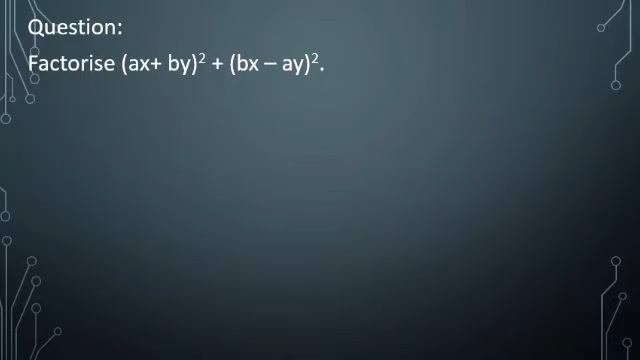 Question:
Factorise (ax+ by)² + (bx – ay)².